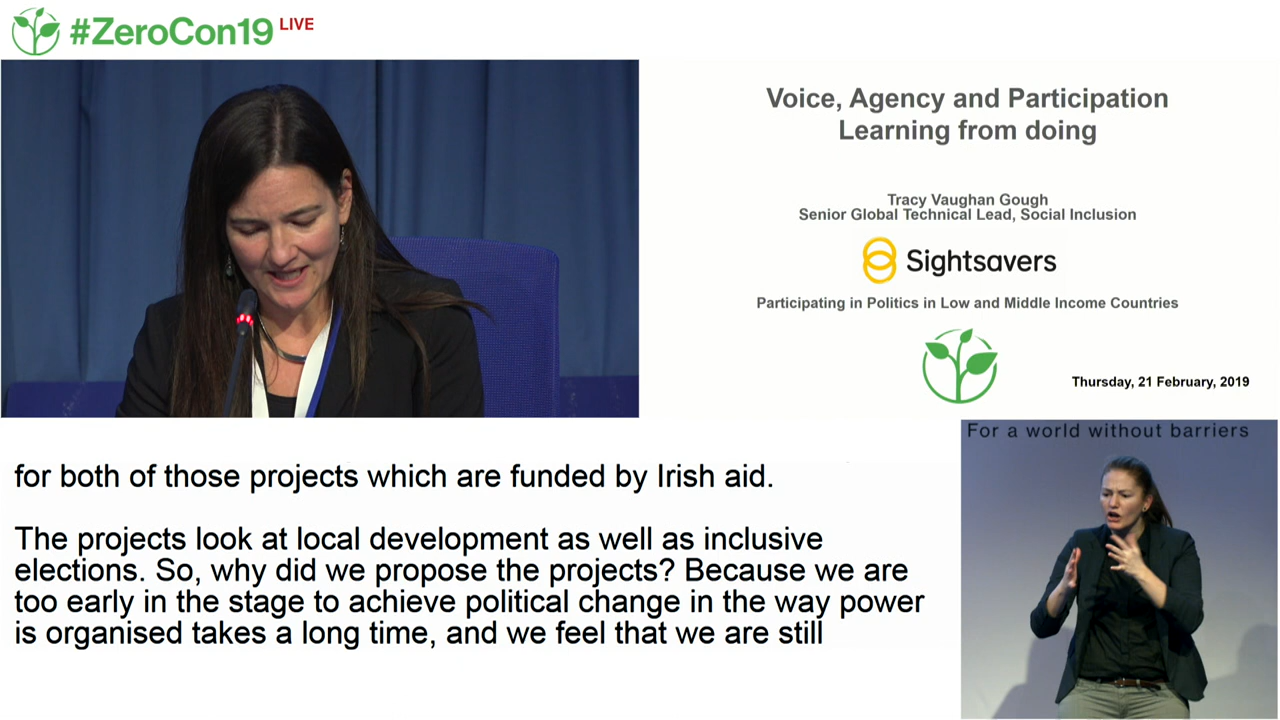 #ZeroCon19 LIVE
Voice, Agency and Participation
Learning from doing
Tracy Vaughan Gough
Senior Global Technical Lead, Social Inclusion
Sightsavers
Participating in Politics in Low and Middle Income Countries
Thursday, 21 February, 2019
for both of those projects which are funded by Irish aid.
The projects look at local development as well as inclusive
elections. So, why did we propose the projects? Because we are
too early in the stage to achieve political change in the way power
is organised takes a long time, and we feel that we are still
For a world without barriers